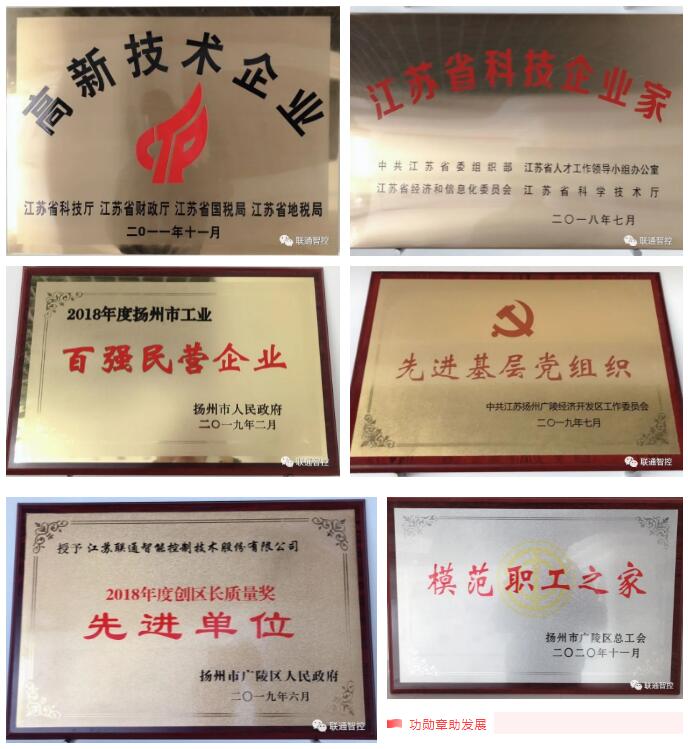 高新技术企业
江苏省科技厅 江苏省财政厅 江苏省国税局 江苏省地税局
二〇一一年十一月
联通智控
江苏省科技企业家
中共江苏省委组织部 江苏省人才工作领导小组办公室
江苏省经济和信息化委员会 江苏省科学技术厅
二〇一八年七月
联通智控
2018年度扬州市工业
百强民营企业
扬州市人民政府
二〇一九年二月
联通智控
先进基层党组织
中共江苏扬州广陵经济开发区工作委员会
二〇一九年七月
联通智控
授予 江苏联通智能控制技术股份有限公司
2018年度创区长质量奖
先进单位
扬州市广陵区人民政府
二〇一九年六月
联通智控
模范职工之家
扬州市广陵区总工会
二〇二〇年十一月
联通智控
功勋章助发展